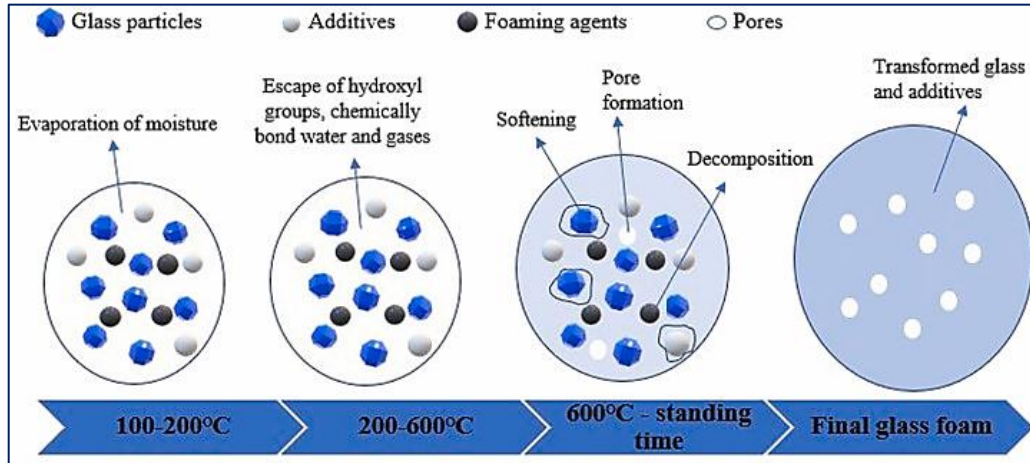 Glass particles
Additives
Foaming agents
Pores
Evaporation of moisture
Escape of hydroxyl
groups, chemically
bond water and gases
Softening
Pore
formation
Decomposition
Transformed glass
and additives
100-200°C
200-600°C
600°C - standing
time
Final glass foam